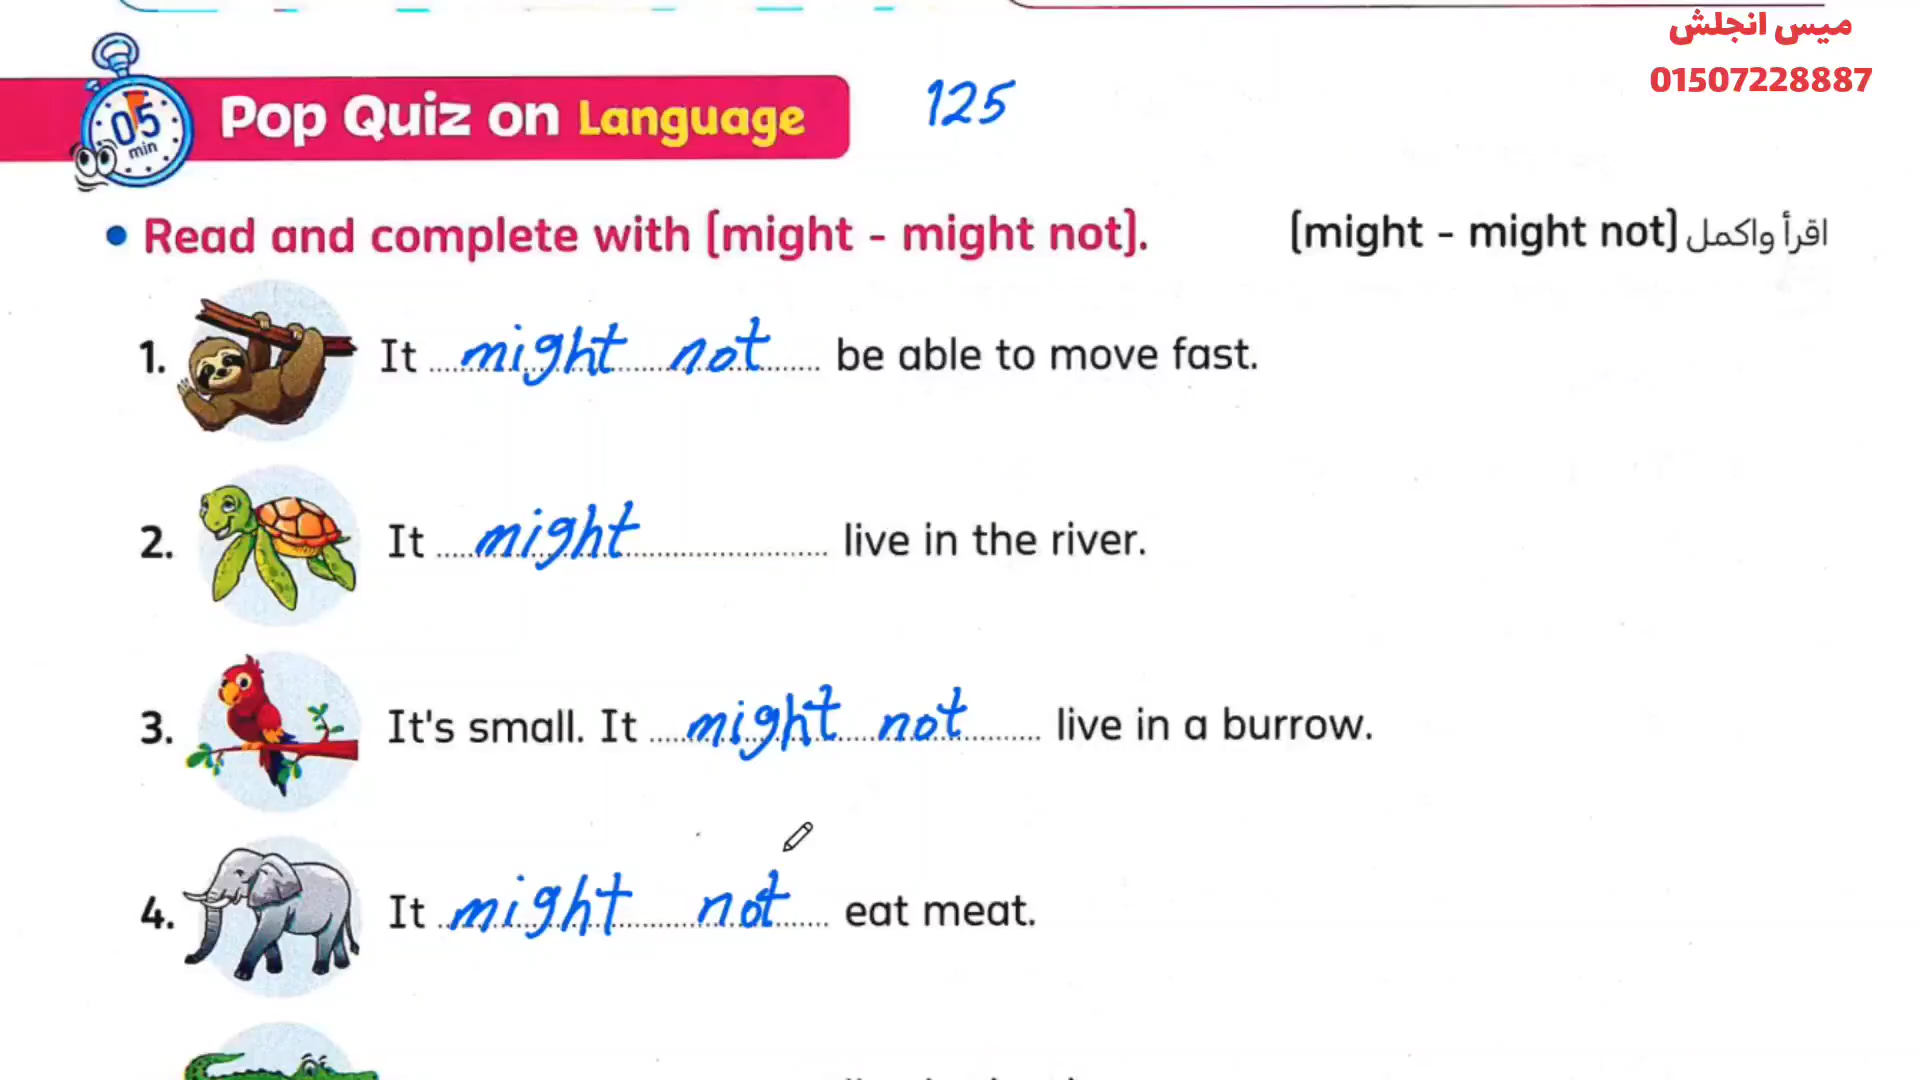 ميس انجلش
01507228887
05 min
Pop Quiz on Language
125
Read and complete with [might - might not].
اقرأ واكمل [might - might not]
1. It might not be able to move fast.
2. It might live in the river.
3. It's small. It might not live in a burrow.
4. It might not eat meat.